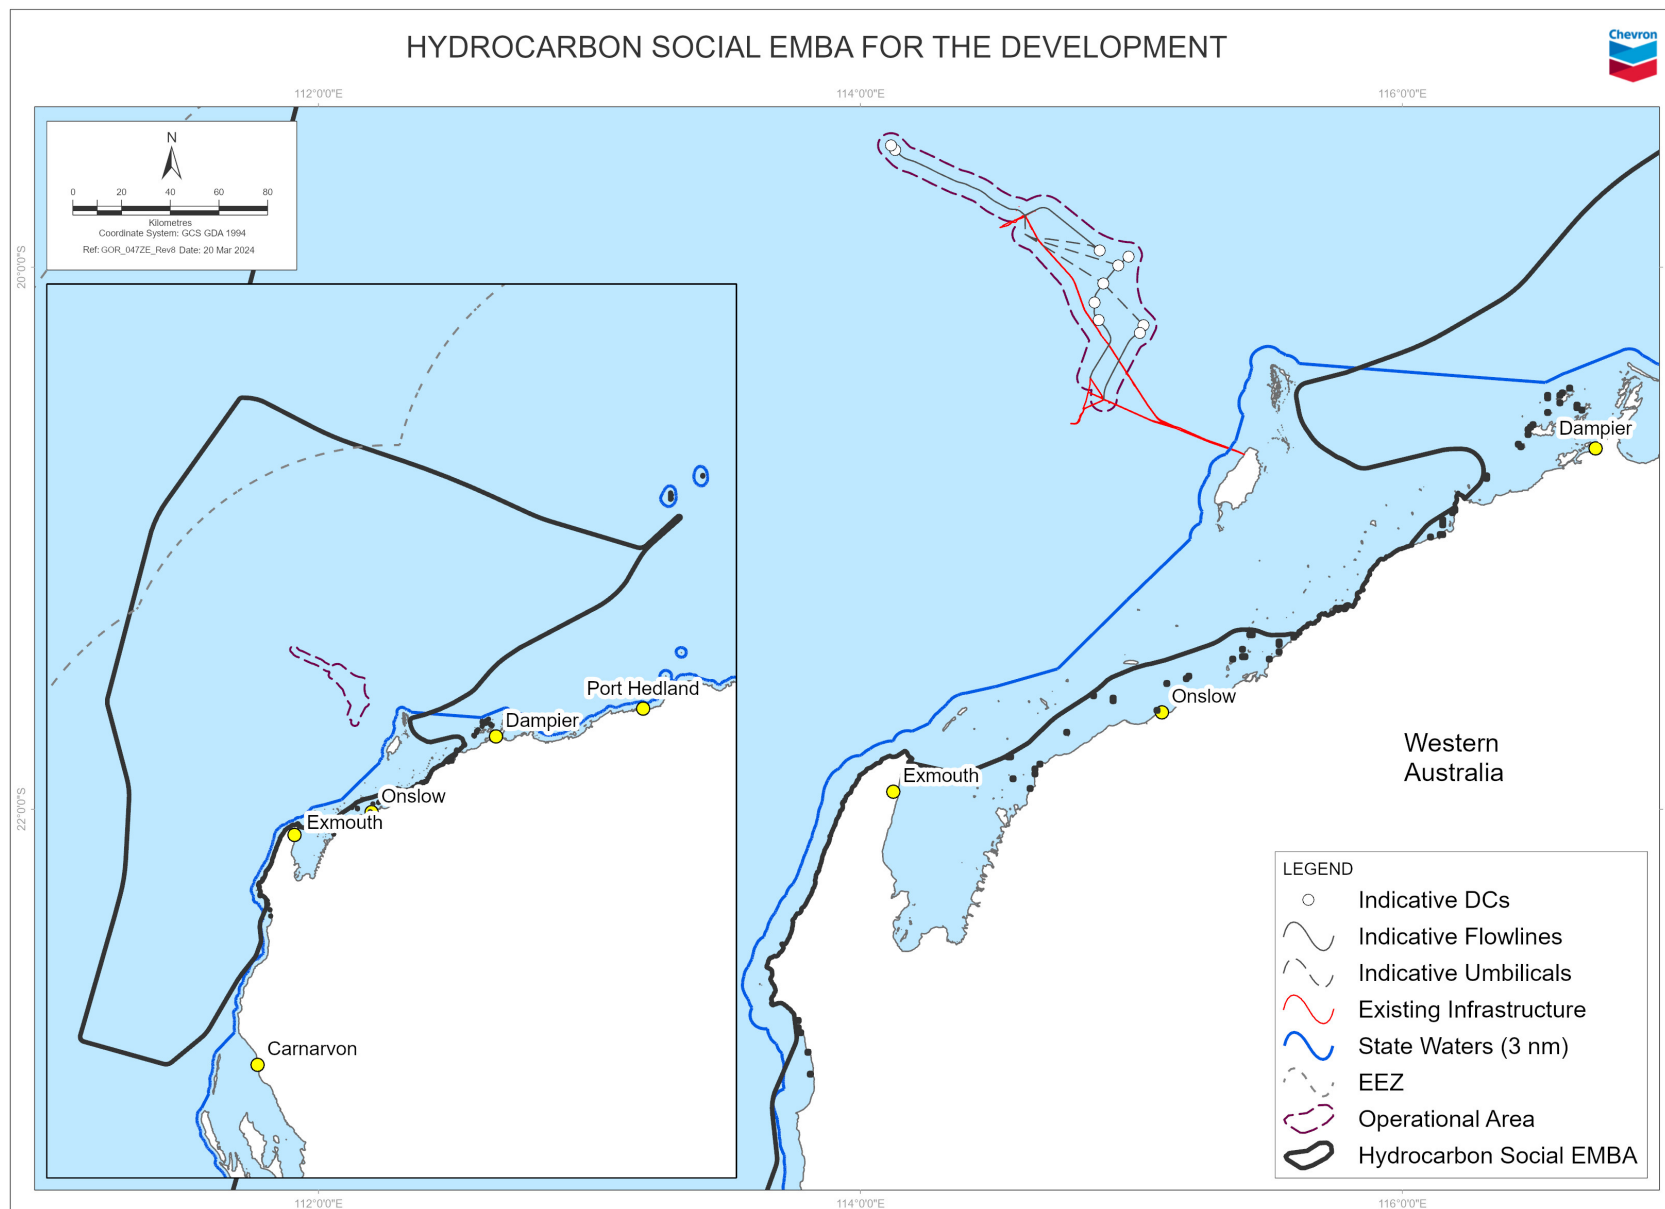 HYDROCARBON SOCIAL EMBA FOR THE DEVELOPMENT
Chevron
112°0'0"E
114°0'0"E
116°0'0"E
N
0 20 40 60 80
Kilometres
Coordinate System: GCS GDA 1994
Ref: GOR_047ZE_Rev8 Date: 20 Mar 2024
20°0'0"S
22°0'0"S
Port Hedland
Dampier
Onslow
Exmouth
Carnarvon
Dampier
Onslow
Exmouth
Western
Australia
LEGEND
Indicative DCs
Indicative Flowlines
Indicative Umbilicals
Existing Infrastructure
State Waters (3 nm)
EEZ
Operational Area
Hydrocarbon Social EMBA
112°0'0"E
114°0'0"E
116°0'0"E